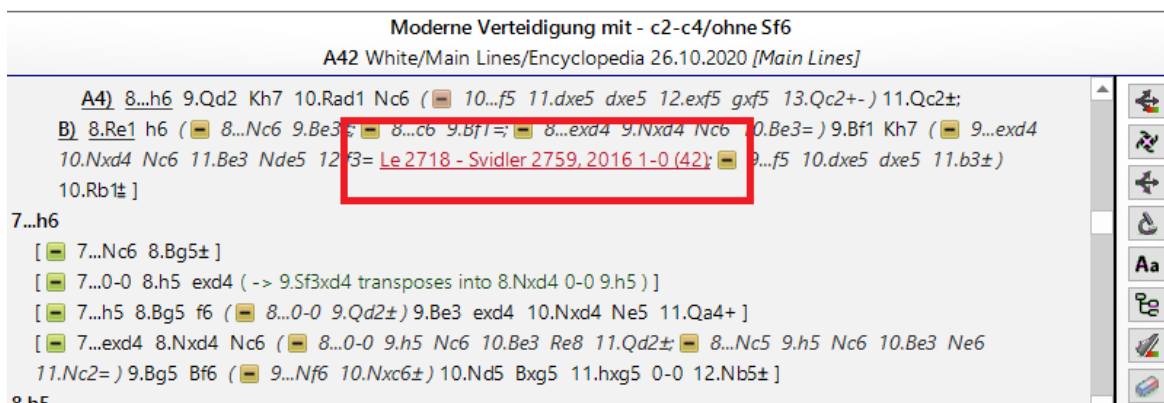 Moderne Verteidigung mit - c2-c4/ohne Sf6
A42 White/Main Lines/Encyclopedia 26.10.2020 [Main Lines]
A4) 8...h6 9.Qd2 Kh7 10.Rad1 Nc6 ( 10...f5 11.dxe5 dxe5 12.exf5 gxf5 13.Qc2+- ) 11.Qc2±;
B) 8.Re1 h6 ( 8...Nc6 9.Be3 8...c6 9.Bf1=; 8...exd4 9.Nxd4 Nc6 10.Be3= ) 9.Bf1 Kh7 ( 9...exd4
10.Nxd4 Nc6 11.Be3 Nde5 12.f3= Le 2718 - Svidler 2759, 2016 1-0 (42); 9...f5 10.dxe5 dxe5 11.b3± )
10.Rb1⩲ ]
7...h6
[ 7...Nc6 8.Bg5± ]
[ 7...0-0 8.h5 exd4 ( -> 9.Sf3xd4 transposes into 8.Nxd4 0-0 9.h5 ) ]
[ 7...h5 8.Bg5 f6 ( 8...0-0 9.Qd2± ) 9.Be3 exd4 10.Nxd4 Ne5 11.Qa4+ ]
[ 7...exd4 8.Nxd4 Nc6 ( 8...0-0 9.h5 Nc6 10.Be3 Re8 11.Qd2±; 8...Nc5 9.h5 Nc6 10.Be3 Ne6
11.Nc2= ) 9.Bg5 Bf6 ( 9...Nf6 10.Nxc6± ) 10.Nd5 Bxg5 11.hxg5 0-0 12.Nb5± ]
Aa